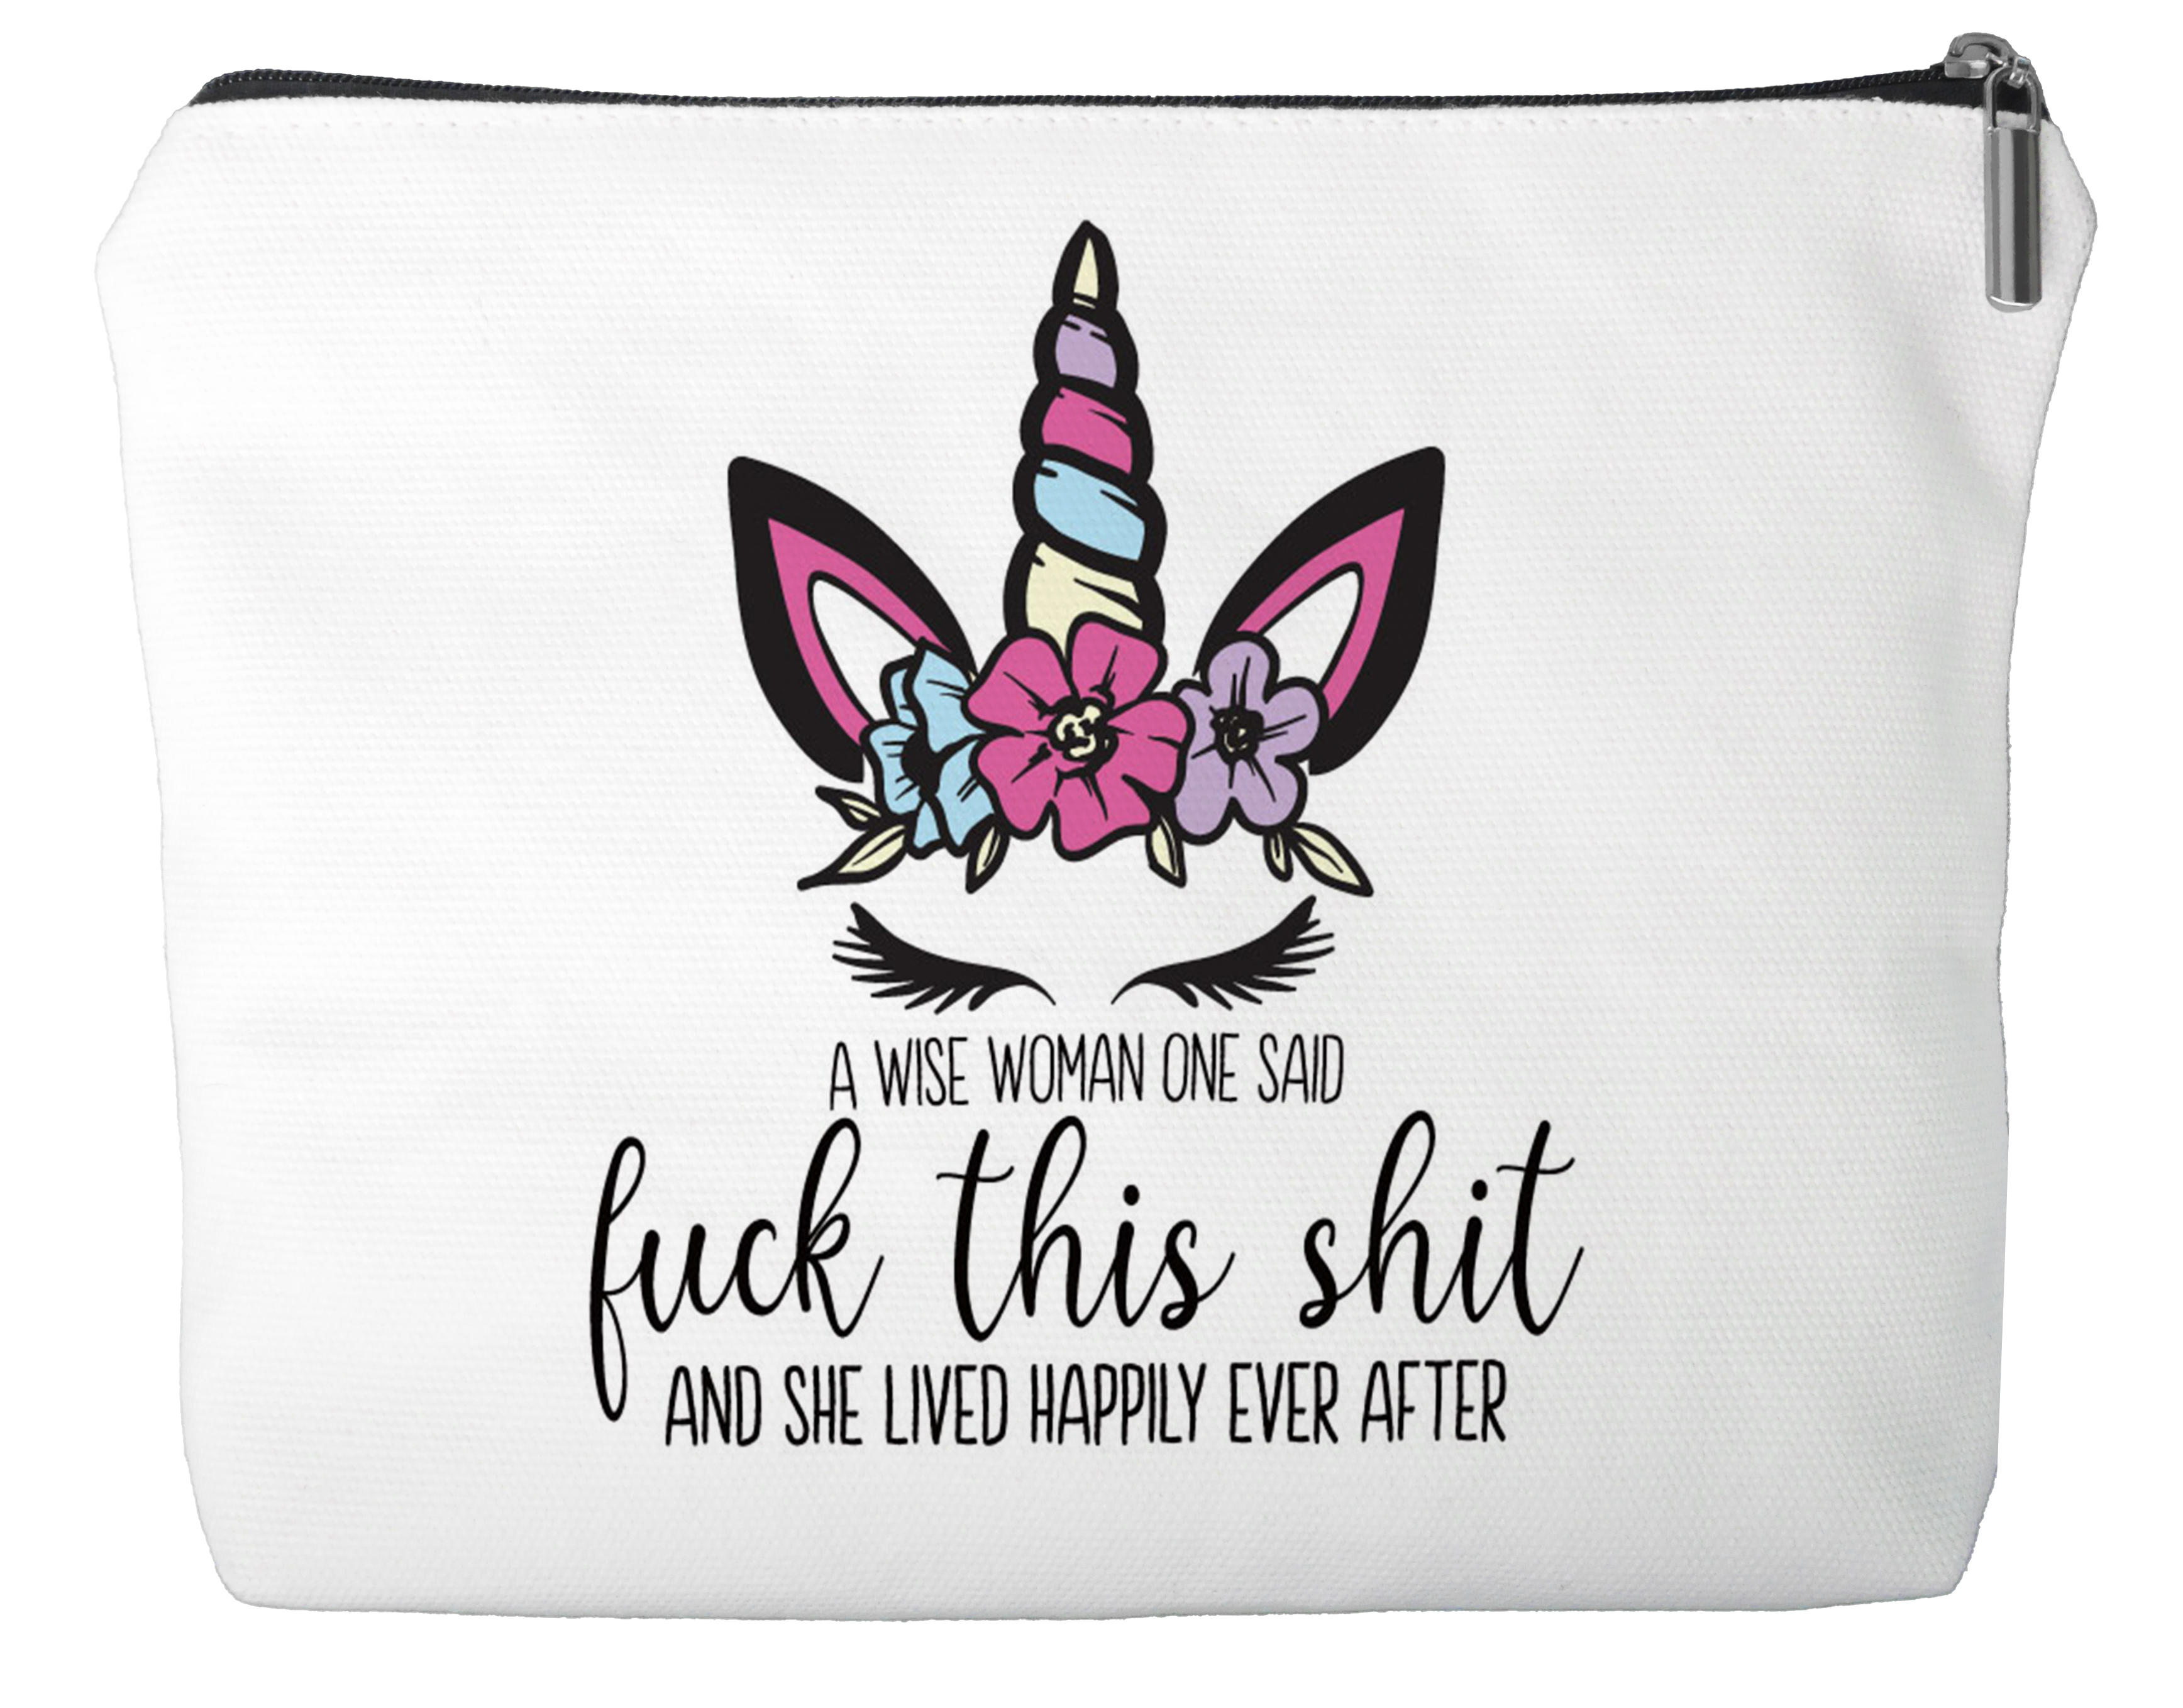 A WISE WOMAN ONE SAID
fuck this shit
AND SHE LIVED HAPPILY EVER AFTER